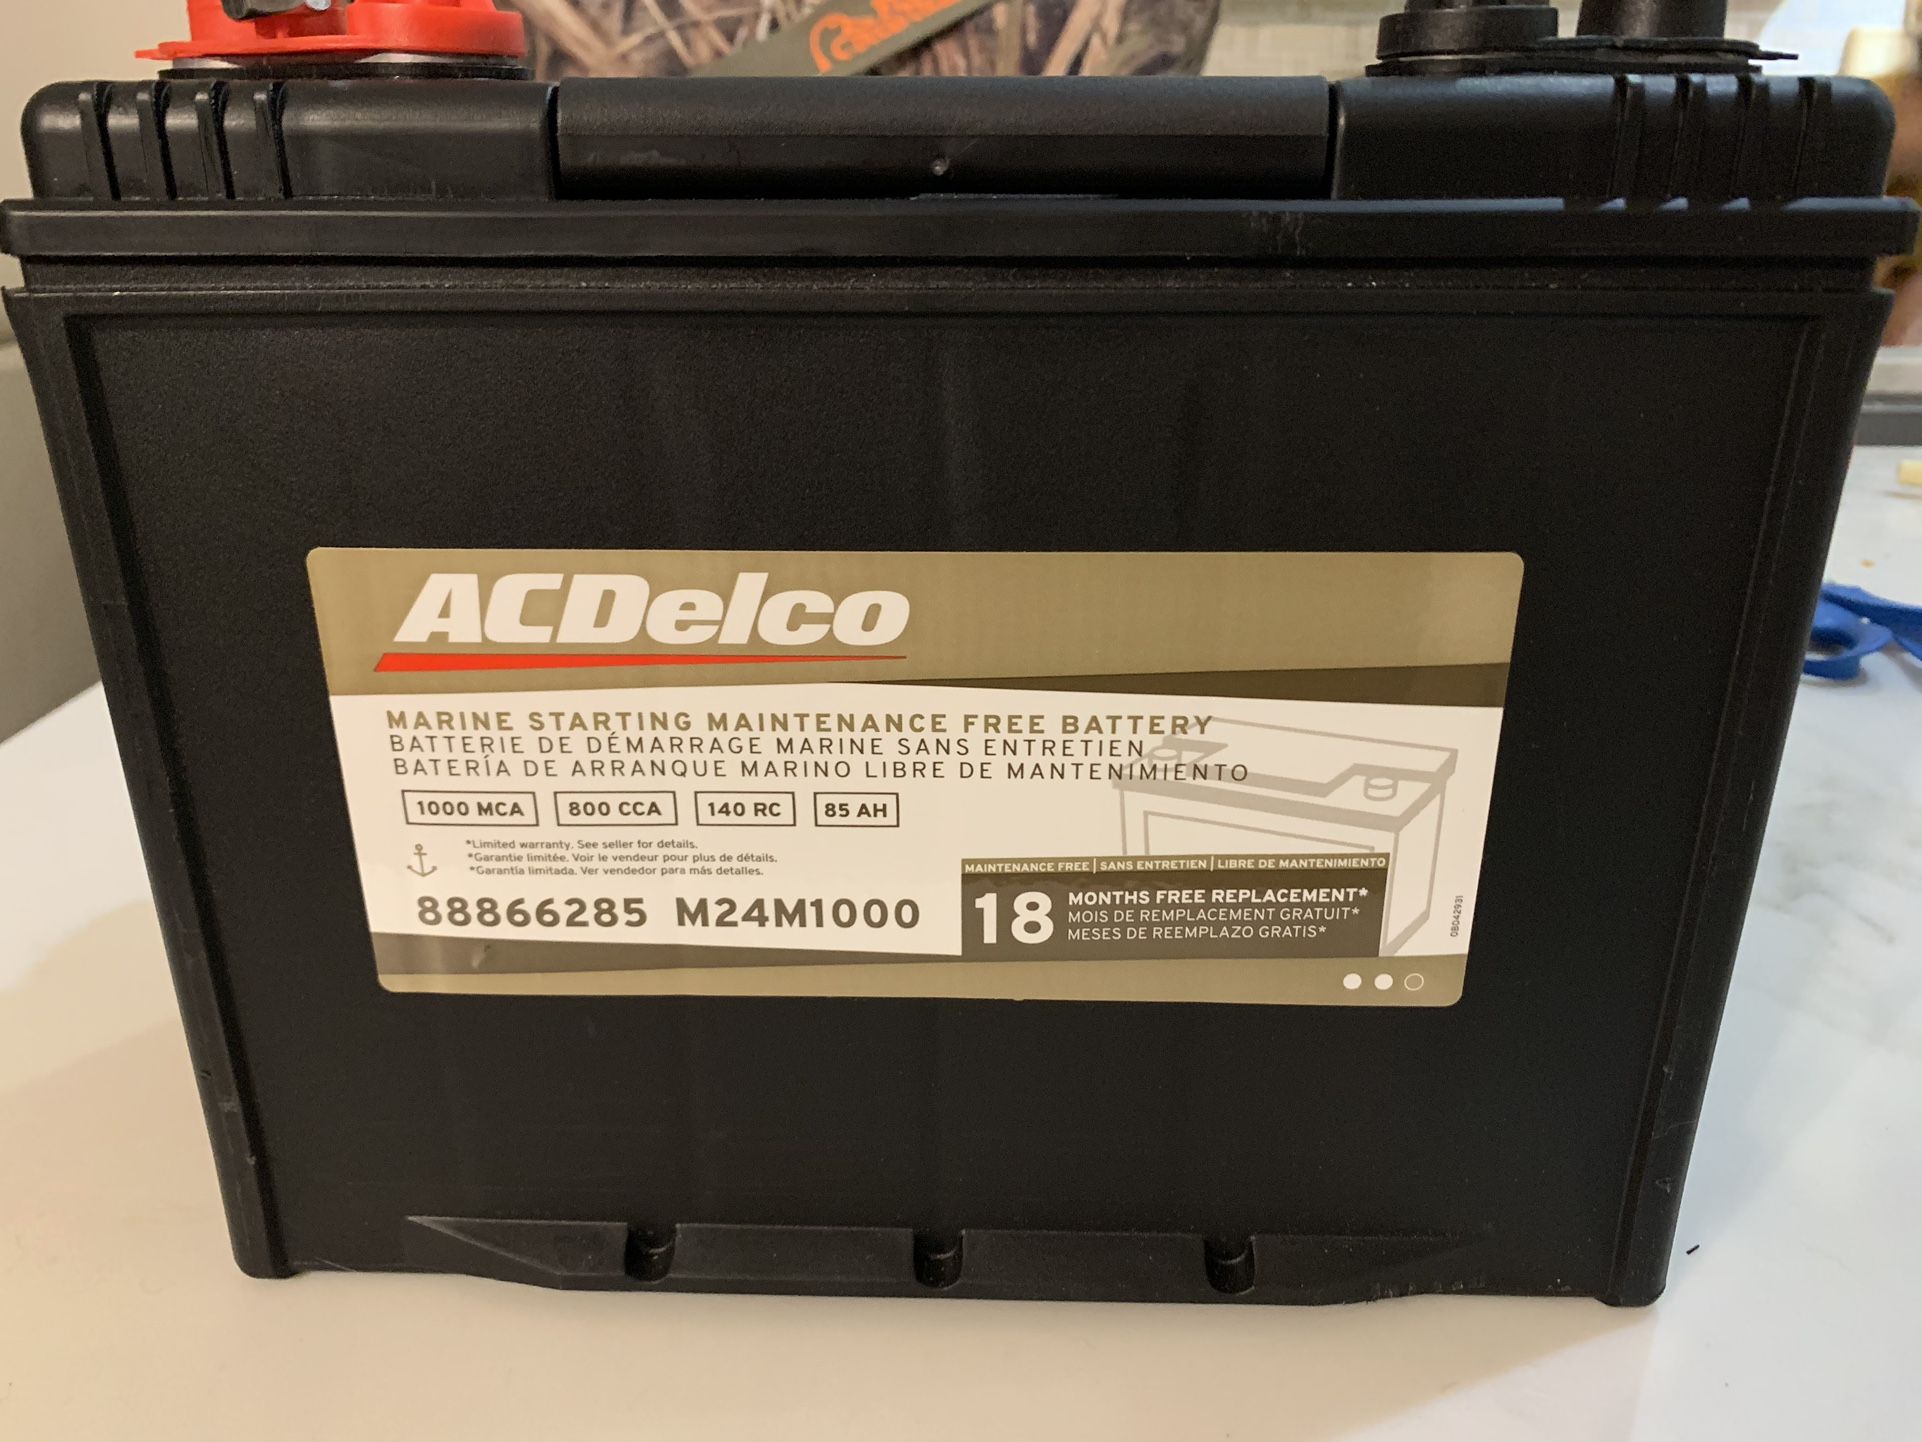 ACDelco
MARINE STARTING MAINTENANCE FREE BATTERY
BATTERIE DE DÉMARRAGE MARINE SANS ENTRETIEN
BATERÍA DE ARRANQUE MARINO LIBRE DE MANTENIMIENTO
1000 MCA 800 CCA 140 RC 85 AH
*Limited warranty. See seller for details.
*Garantie limitée. Voir le vendeur pour plus de détails.
*Garantía limitada. Ver vendedor para más detalles.
88866285 M24M1000
MAINTENANCE FREE | SANS ENTRETIEN | LIBRE DE MANTENIMIENTO
18 MONTHS FREE REPLACEMENT*
MOIS DE REMPLACEMENT GRATUIT*
MESES DE REEMPLAZO GRATIS*